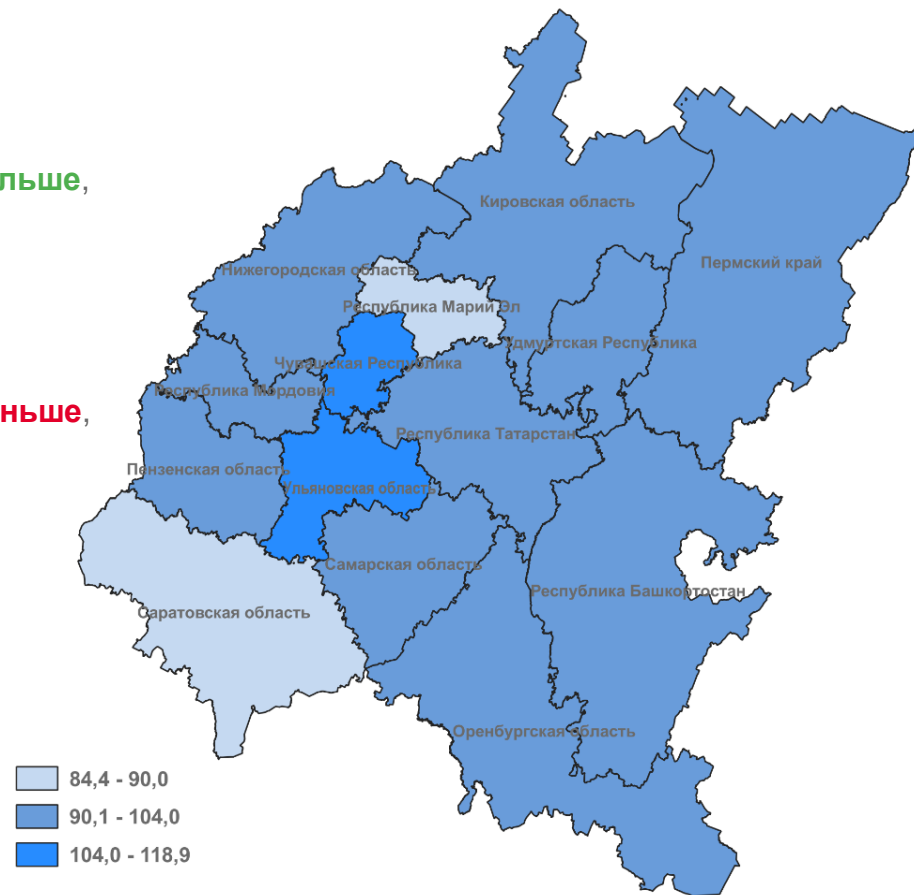 льше,
Кировская область
Пермский край
Нижегородская область
Республика Марий Эл
Удмуртская Республика
Чувашская Республика
Республика Мордовия
ньше,
Республика Татарстан
Пензенская область
Ульяновская область
Самарская область
Республика Башкортостан
Саратовская область
Оренбургская область
84,4 - 90,0
90,1 - 104,0
104,0 - 118,9